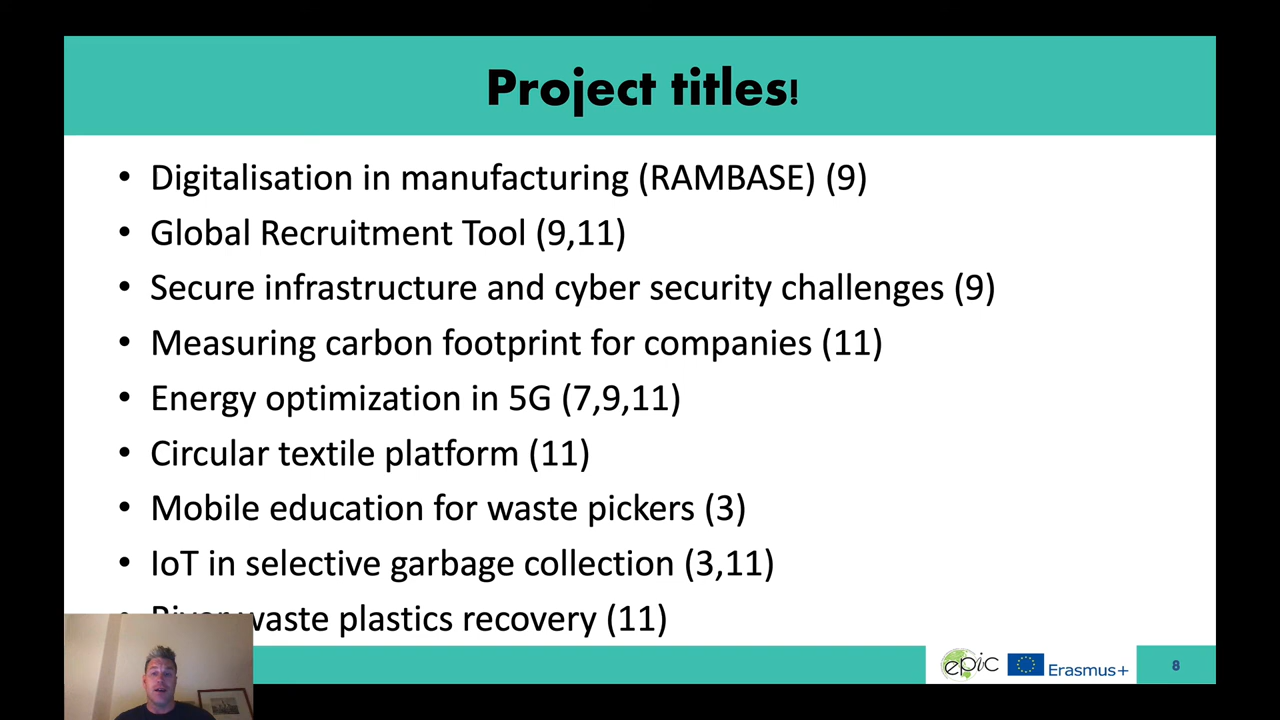 Project titles!
• Digitalisation in manufacturing (RAMBASE) (9)
• Global Recruitment Tool (9,11)
• Secure infrastructure and cyber security challenges (9)
• Measuring carbon footprint for companies (11)
• Energy optimization in 5G (7,9,11)
• Circular textile platform (11)
• Mobile education for waste pickers (3)
• IoT in selective garbage collection (3,11)
• River waste plastics recovery (11)
epic
Erasmus+
8